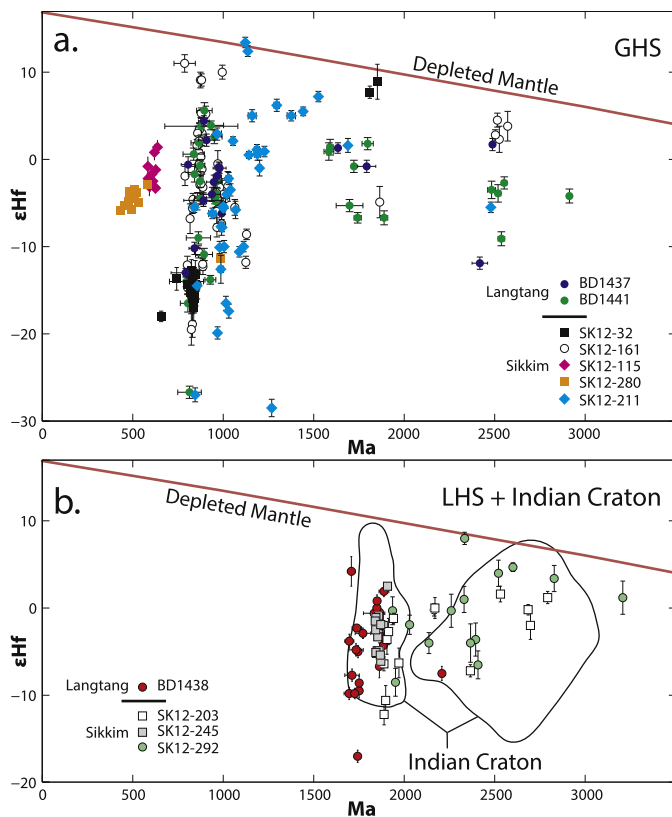 a.
GHS
Depleted Mantle
εHf
10
0
−10
−20
−30
0
500
1000
1500
2000
2500
3000
Ma
Langtang
BD1437
BD1441
Sikkim
SK12-32
SK12-161
SK12-115
SK12-280
SK12-211
b.
LHS + Indian Craton
Depleted Mantle
εHf
10
0
−10
−20
0
500
1000
1500
2000
2500
3000
Ma
Langtang
BD1438
Sikkim
SK12-203
SK12-245
SK12-292
Indian Craton